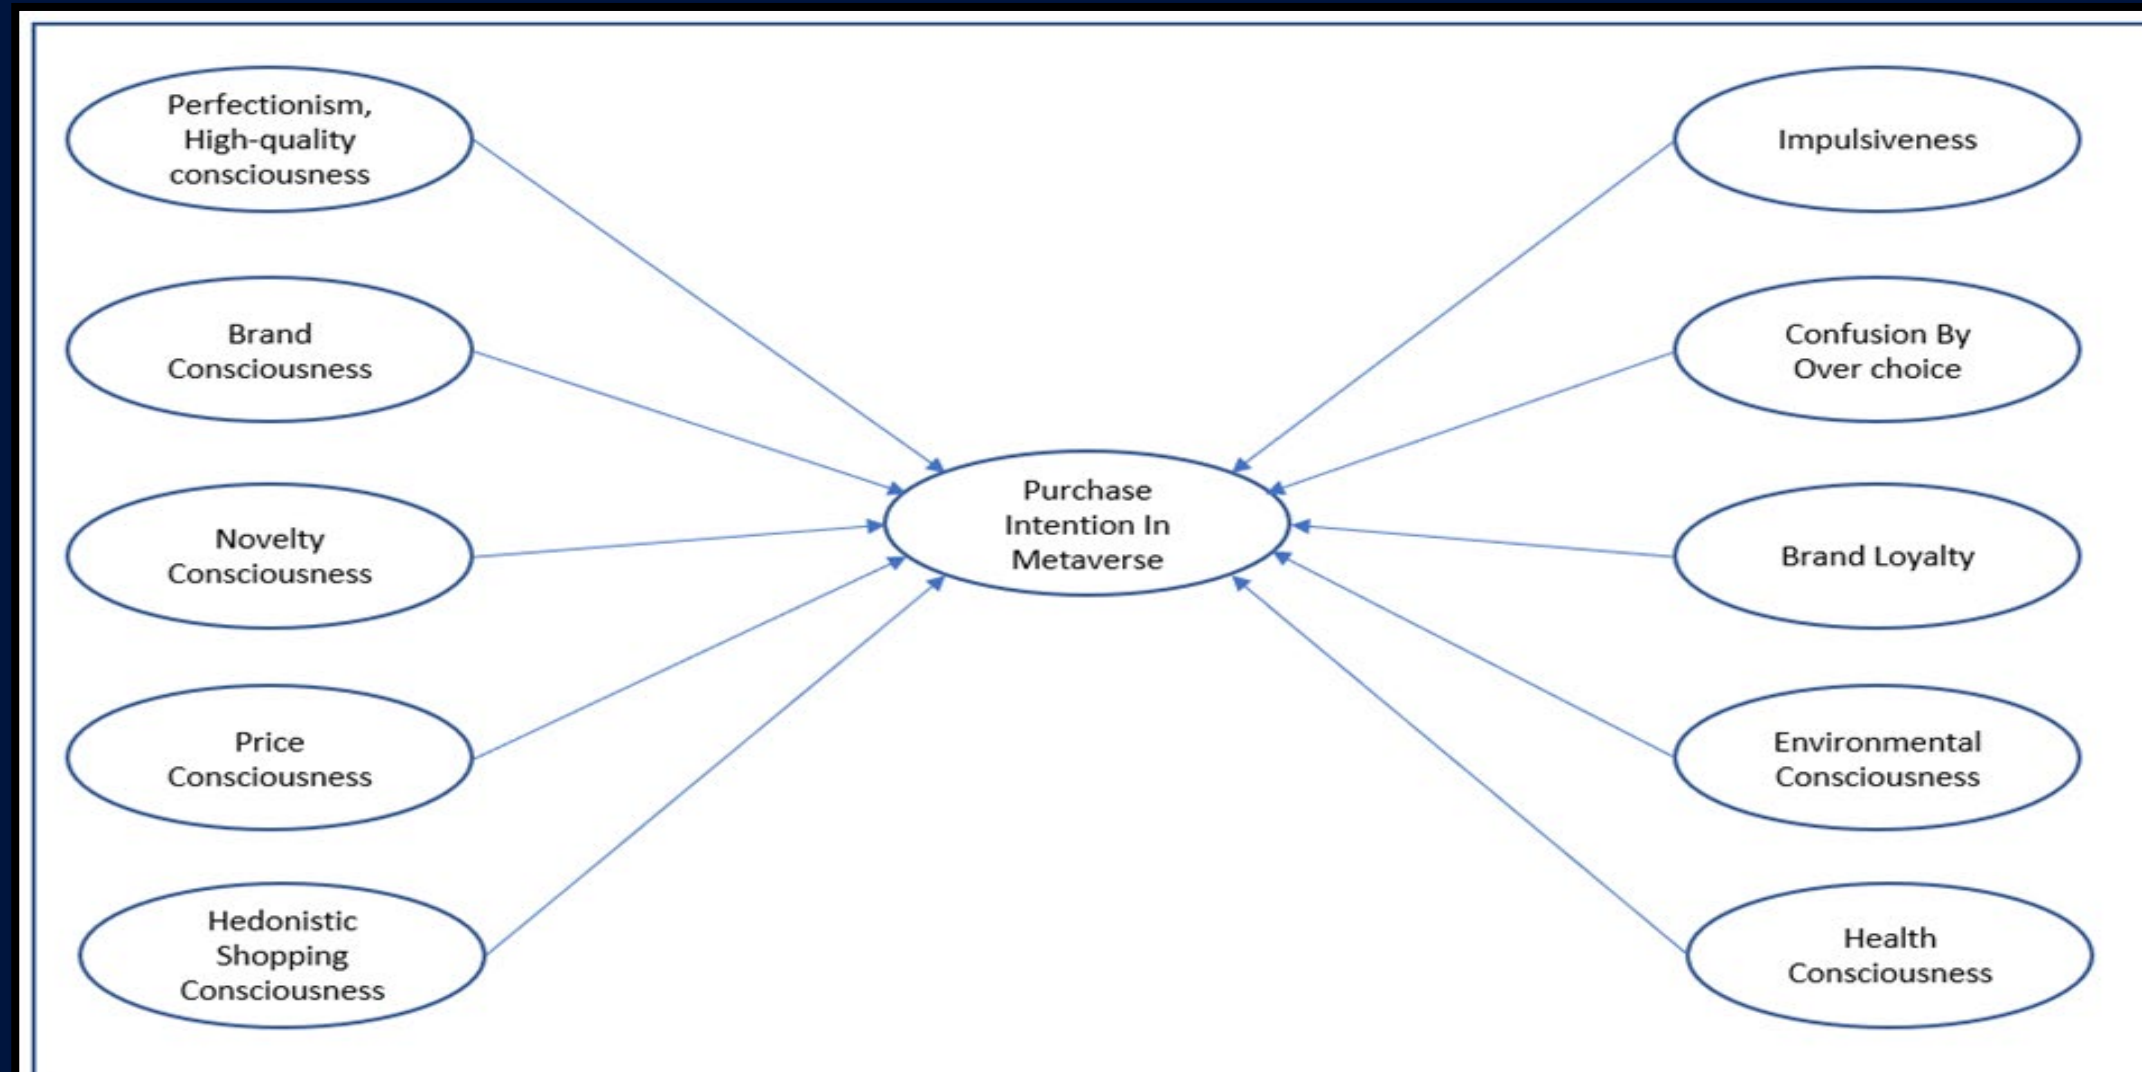 Perfectionism,
High-quality
consciousness
Brand
Consciousness
Novelty
Consciousness
Price
Consciousness
Hedonistic
Shopping
Consciousness
Purchase
Intention In
Metaverse
Impulsiveness
Confusion By
Over choice
Brand Loyalty
Environmental
Consciousness
Health
Consciousness